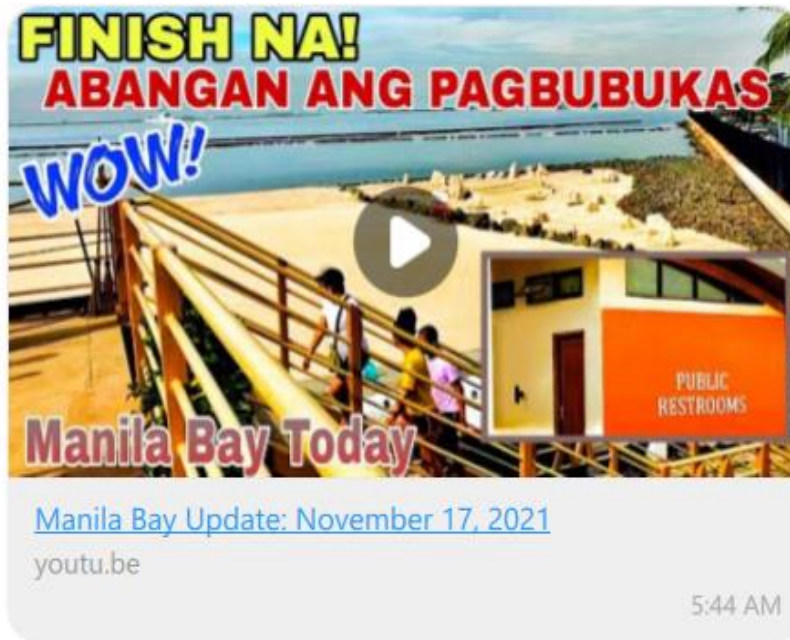 FINISH NA!
ABANGAN ANG PAGBUBUKAS
WOW!
PUBLIC
RESTROOMS
Manila Bay Today
Manila Bay Update: November 17, 2021
youtu.be
5:44 AM